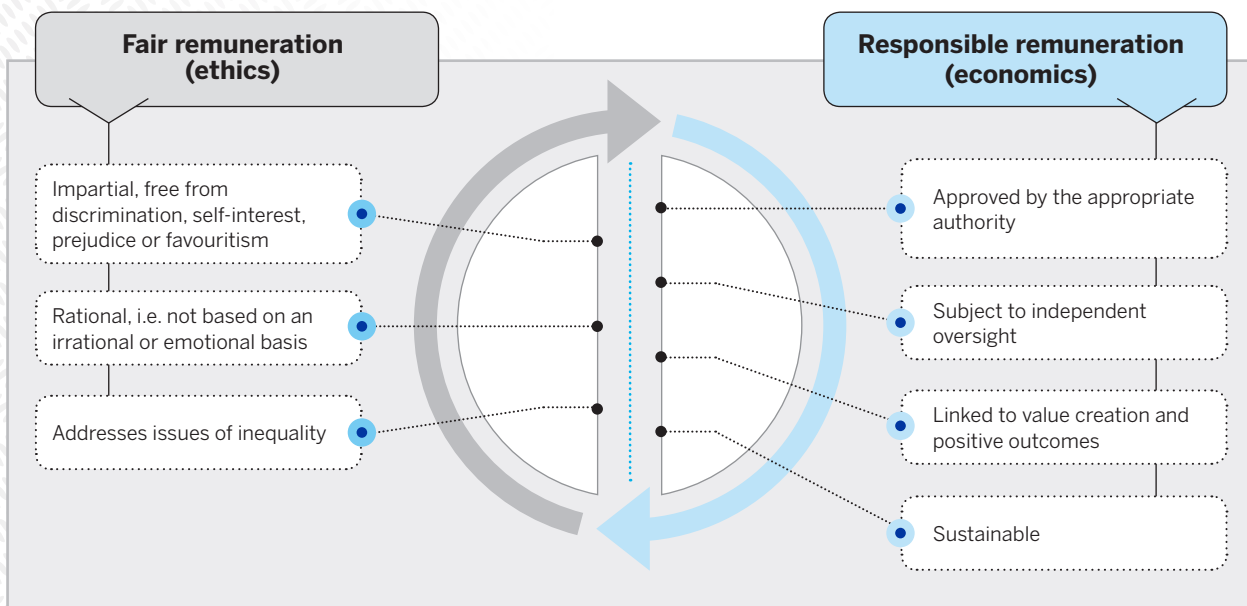 Fair remuneration
(ethics)
Impartial, free from
discrimination, self-interest,
prejudice or favouritism
Rational, i.e. not based on an
irrational or emotional basis
Addresses issues of inequality
Responsible remuneration
(economics)
Approved by the appropriate
authority
Subject to independent
oversight
Linked to value creation and
positive outcomes
Sustainable